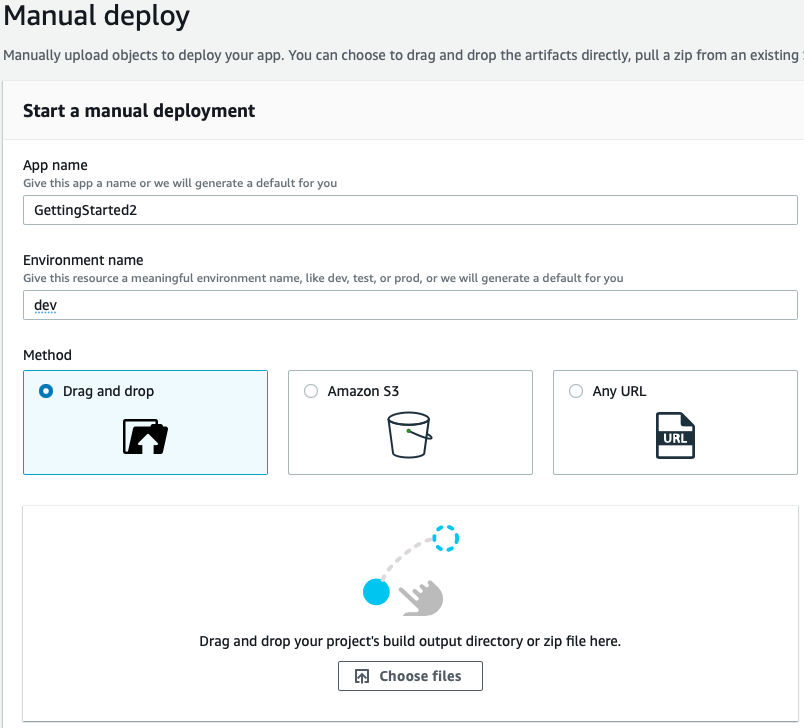 Manual deploy
Manually upload objects to deploy your app. You can choose to drag and drop the artifacts directly, pull a zip from an existing
Start a manual deployment
App name
Give this app a name or we will generate a default for you
GettingStarted2
Environment name
Give this resource a meaningful environment name, like dev, test, or prod, or we will generate a default for you
dev
Method
Drag and drop
Amazon S3
Any URL
URL
Drag and drop your project's build output directory or zip file here.
Choose files